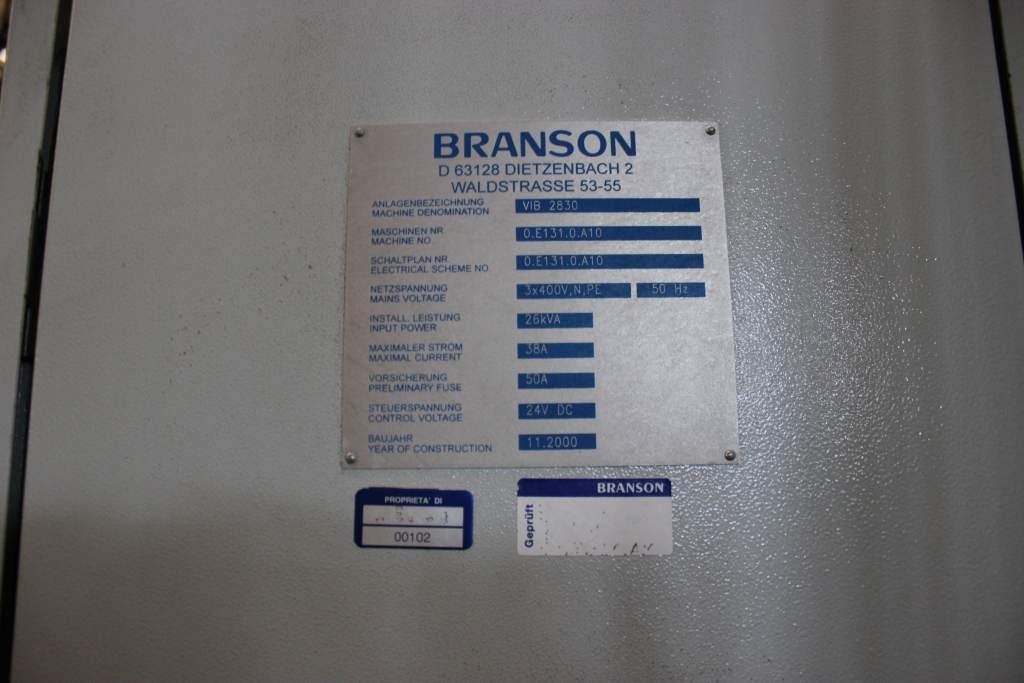 BRANSON
D 63128 DIETZENBACH 2
WALDSTRASSE 53-55
ANLAGENBEZEICHNUNG
MACHINE DENOMINATION
VIB 2830
MASCHINEN NR
MACHINE NO
0.E131.0.A10
SCHALTPLAN NR
ELECTRICAL SCHEME NO
0.E131.0.A10
NETZSPANNUNG
MAINS VOLTAGE
3x400V,N,PE 50 Hz
INSTALL. LEISTUNG
INPUT POWER
26kVA
MAXIMALER STROM
MAXIMAL CURRENT
38A
VORSICHERUNG
PRELIMINARY FUSE
50A
STEUERSPANNUNG
CONTROL VOLTAGE
24V DC
BAUJAHR
YEAR OF CONSTRUCTION
11.2000
PROPRIETA' DI
00102
BRANSON
Geprüft